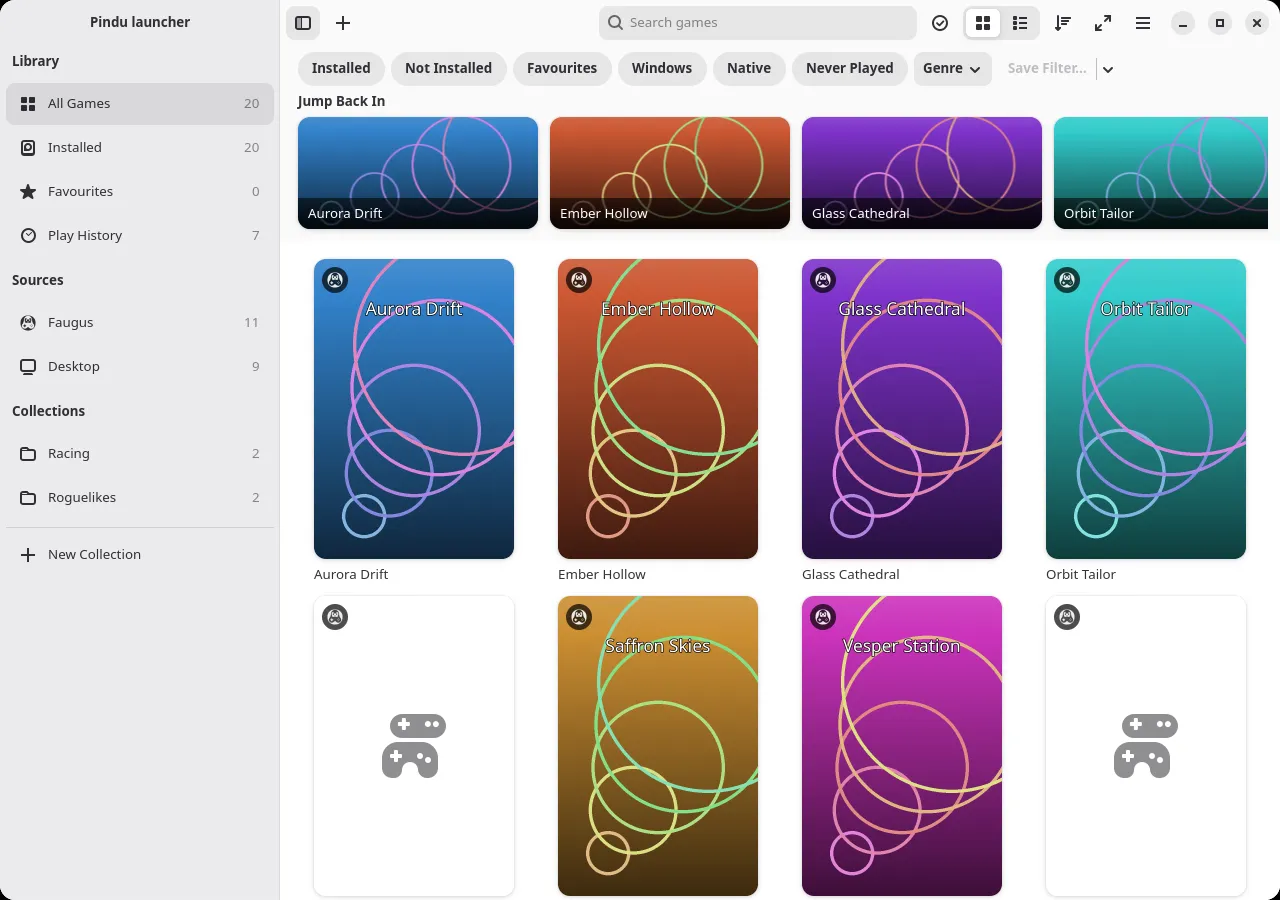 Pindu launcher
Library
All Games 20
Installed 20
Favourites 0
Play History 7
Sources
Faugus 11
Desktop 9
Collections
Racing 2
Roguelikes 2
New Collection
Search games
Installed Not Installed Favourites Windows Native Never Played Genre Save Filter...
Jump Back In
Aurora Drift Ember Hollow Glass Cathedral Orbit Tailor
Aurora Drift Ember Hollow Glass Cathedral Orbit Tailor
Aurora Drift Ember Hollow Glass Cathedral Orbit Tailor
Saffron Skies Vesper Station